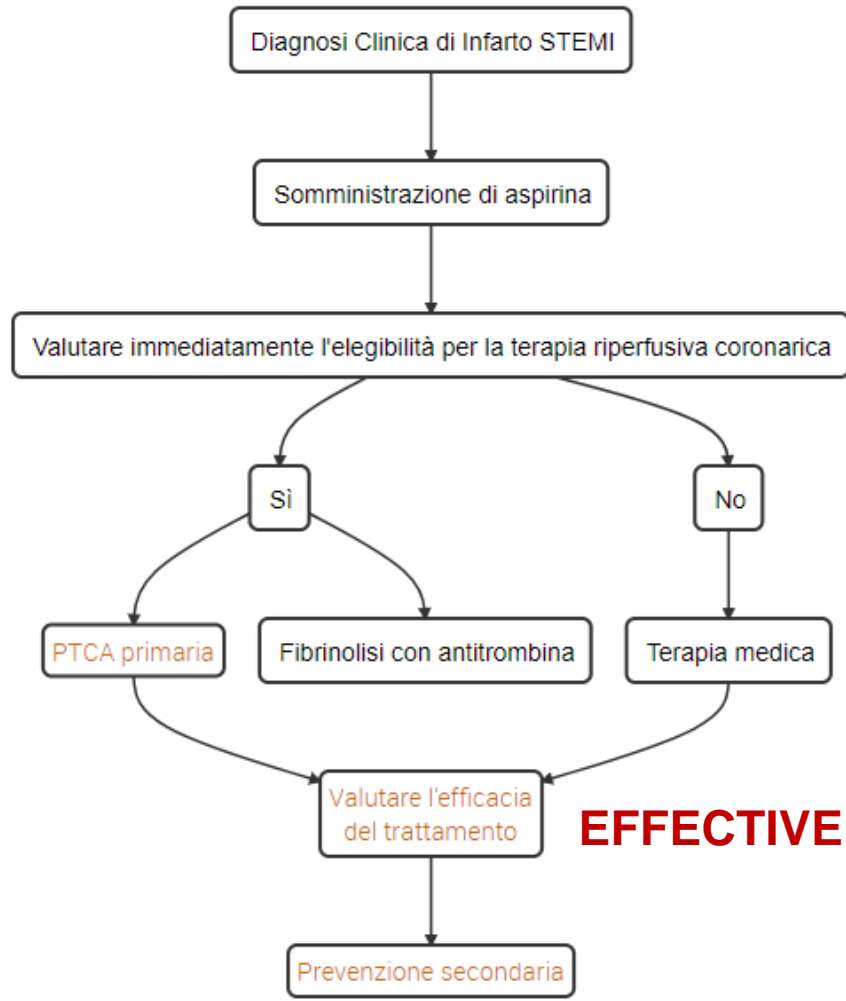 Diagnosi Clinica di Infarto STEMI
Somministrazione di aspirina
Valutare immediatamente l'elegibilità per la terapia riperfusiva coronarica
Sì
No
PTCA primaria
Fibrinolisi con antitrombina
Terapia medica
Valutare l'efficacia
del trattamento
EFFECTIVE
Prevenzione secondaria